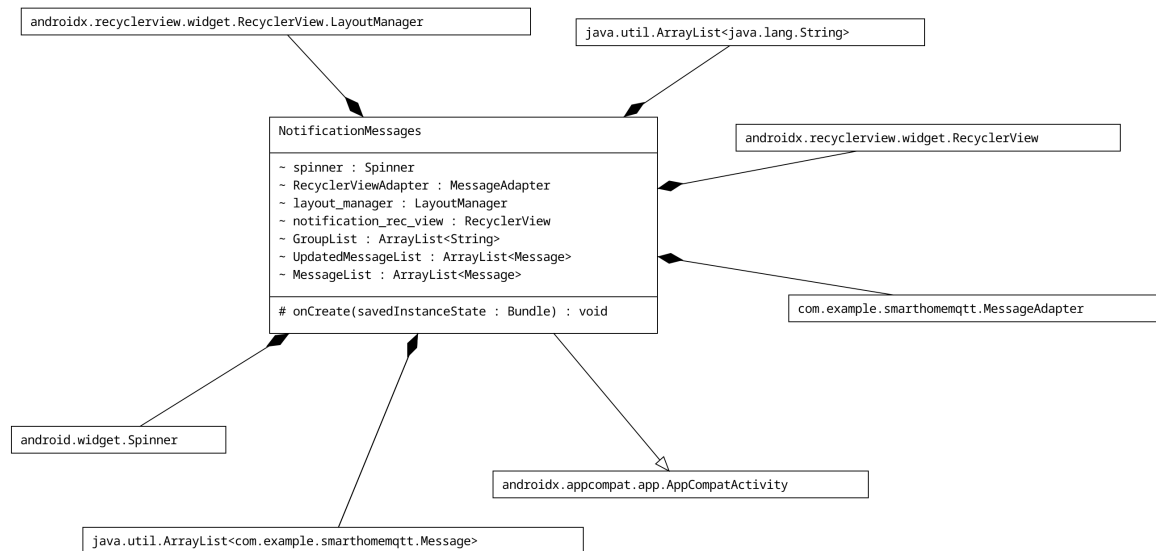 androidx.recyclerview.widget.RecyclerView.LayoutManager
java.util.ArrayList<java.lang.String>
NotificationMessages
~ spinner : Spinner
~ RecyclerViewAdapter : MessageAdapter
~ layout_manager : LayoutManager
~ notification_rec_view : RecyclerView
~ GroupList : ArrayList<String>
~ UpdatedMessageList : ArrayList<Message>
~ MessageList : ArrayList<Message>
# onCreate(savedInstanceState : Bundle) : void
androidx.recyclerview.widget.RecyclerView
com.example.smarthomemqtt.MessageAdapter
android.widget.Spinner
androidx.appcompat.app.AppCompatActivity
java.util.ArrayList<com.example.smarthomemqtt.Message>